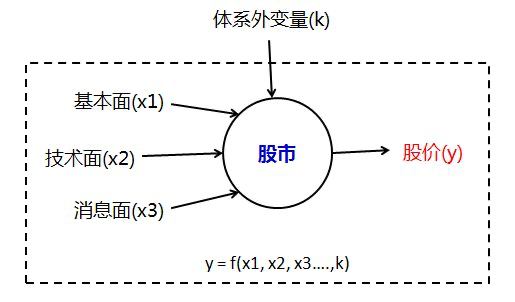 体系外变量(k)
基本面(x1)
技术面(x2)
股市
股价(y)
消息面(x3)
y = f(x1, x2, x3....,k)